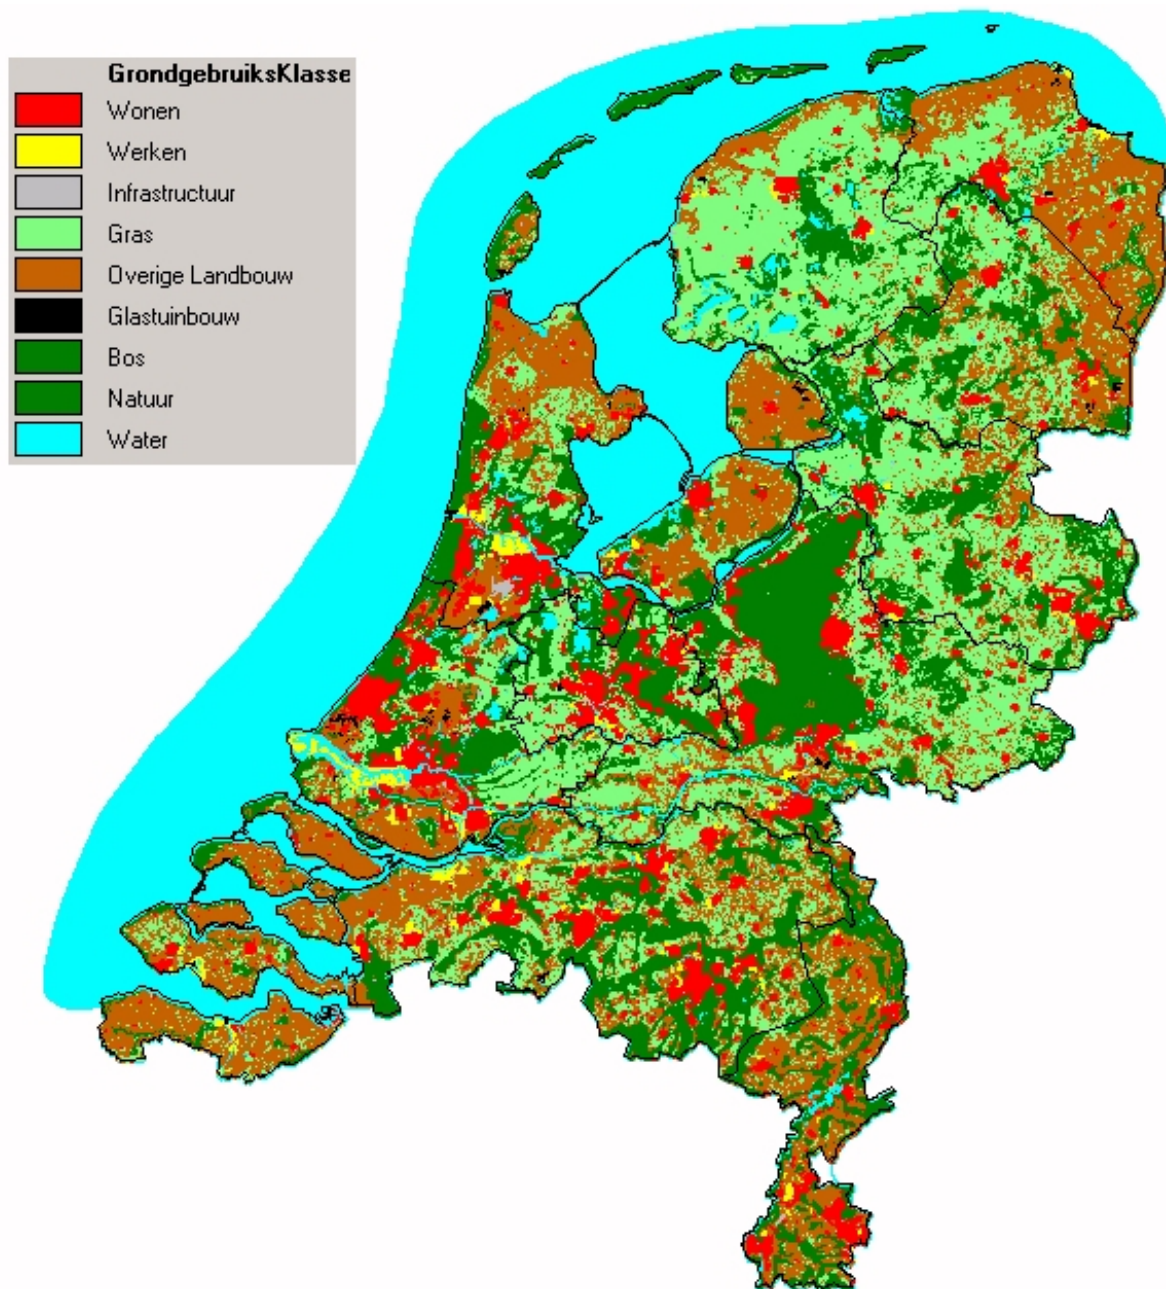 GrondgebruiksKlasse
Wonen
Werken
Infrastructuur
Gras
Overige Landbouw
Glastuinbouw
Bos
Natuur
Water